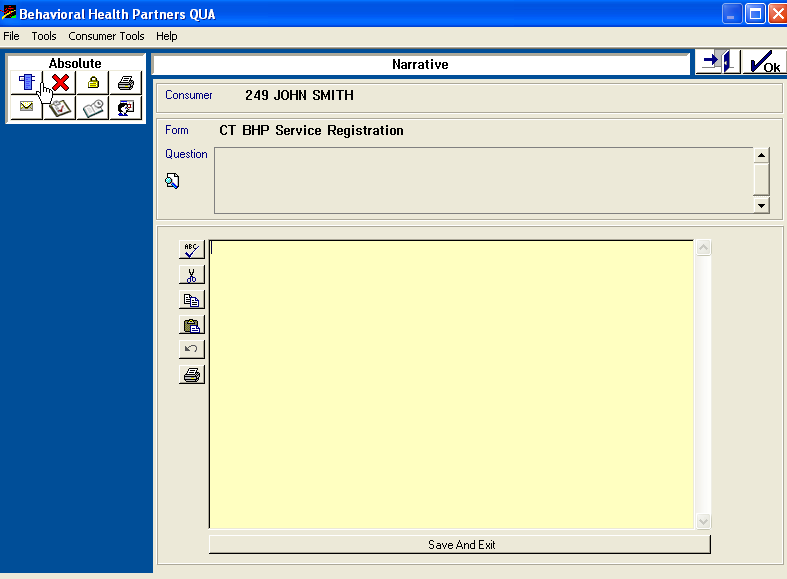 Behavioral Health Partners QUA
File Tools Consumer Tools Help
Absolute
Narrative
Ok
Consumer 249 JOHN SMITH
Form CT BHP Service Registration
Question
ABC
Save And Exit